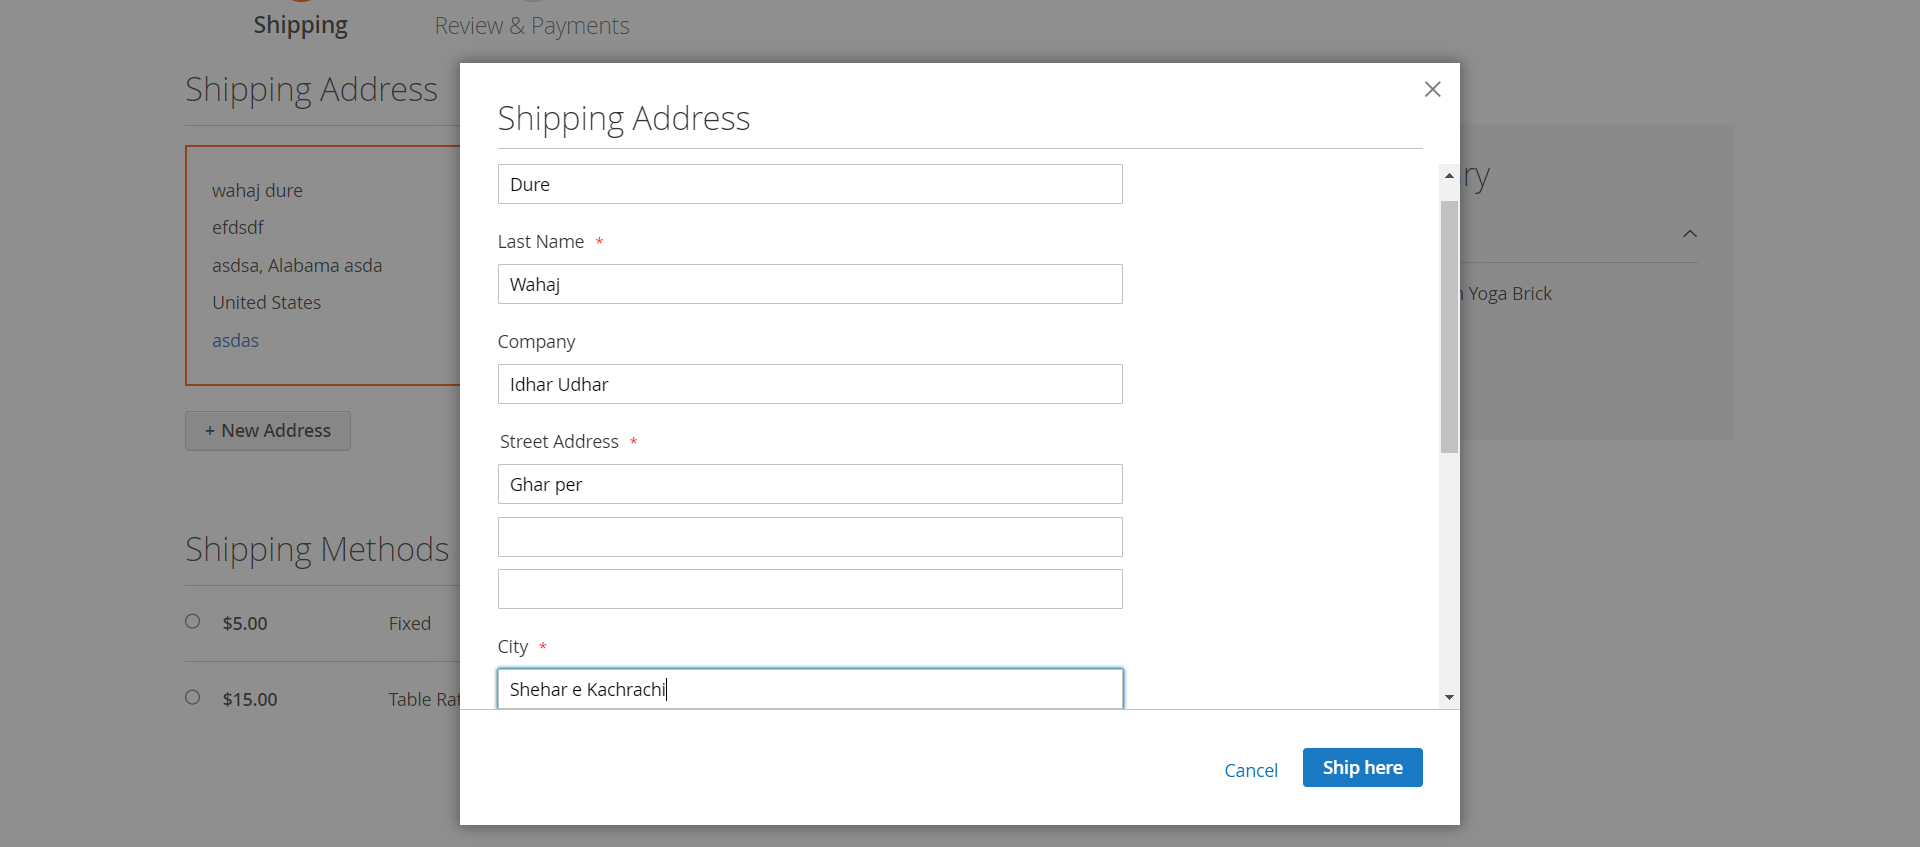 Shipping
Review & Payments
Shipping Address
wahaj dure
efdsdf
asdsa, Alabama asda
United States
asdas
+ New Address
Shipping Methods
$5.00 Fixed
$15.00 Table Rat
Shipping Address
Dure
Last Name *
Wahaj
Company
Idhar Udhar
Street Address *
Ghar per
City *
Shehar e Kachrachi
Cancel
Ship here
ry
Yoga Brick